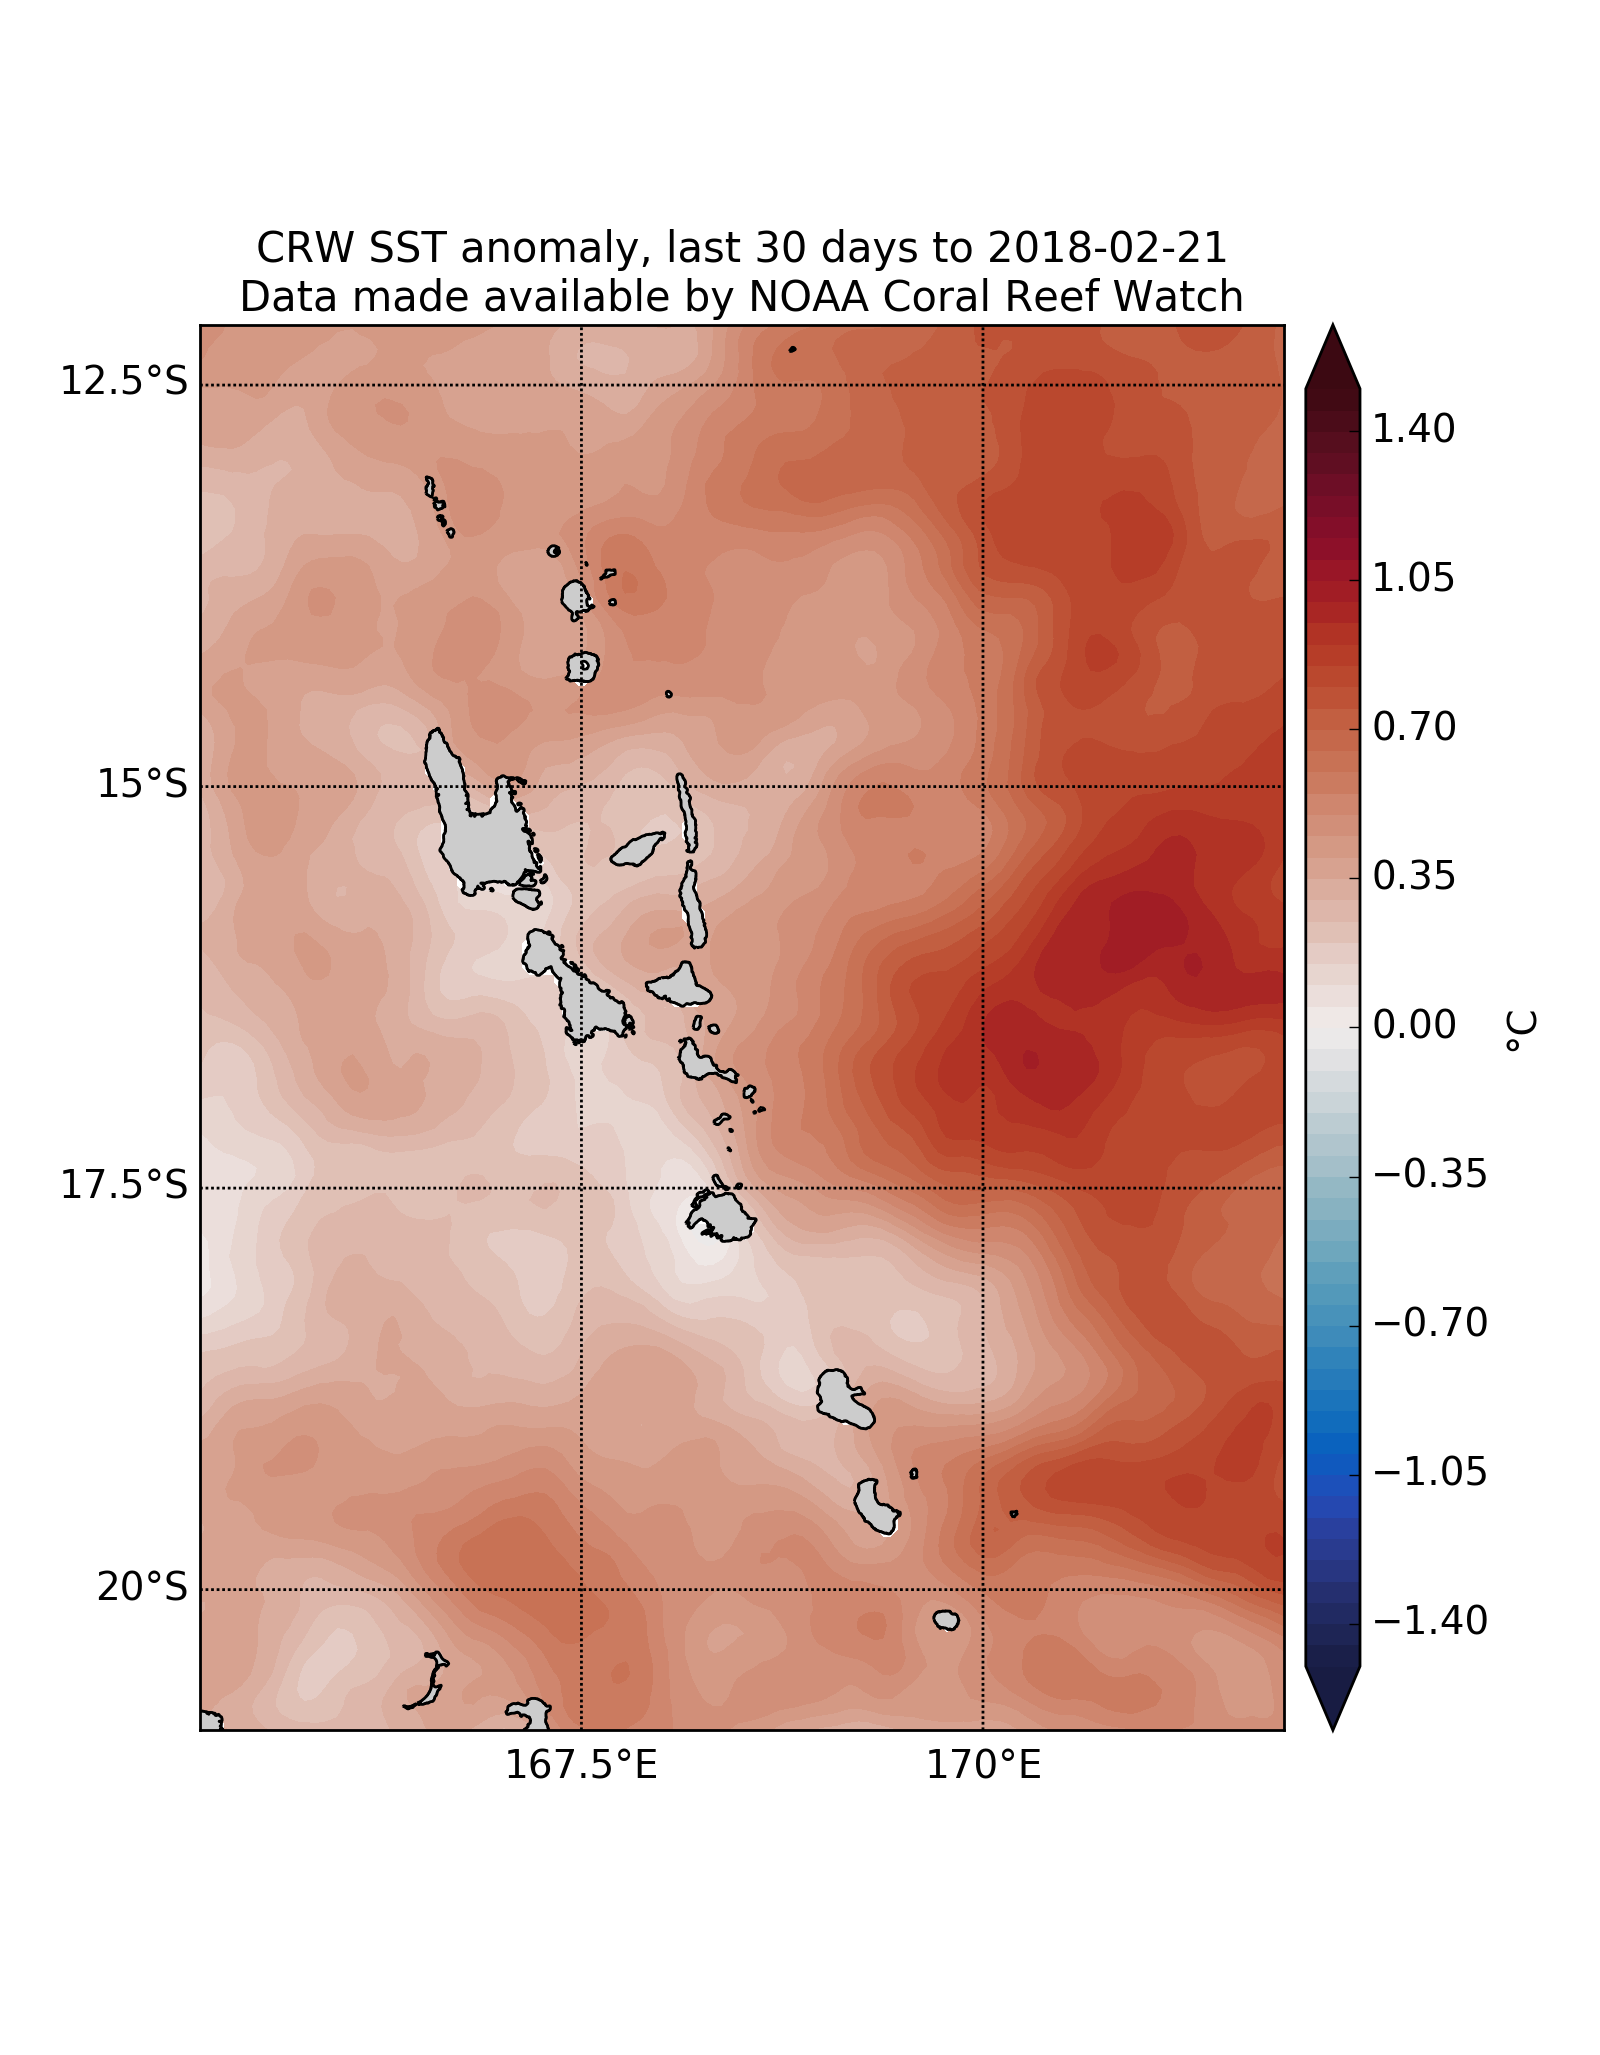 CRW SST anomaly, last 30 days to 2018-02-21
Data made available by NOAA Coral Reef Watch
12.5°S
15°S
17.5°S
20°S
167.5°E
170°E
1.40
1.05
0.70
0.35
0.00
−0.35
−0.70
−1.05
−1.40
°C